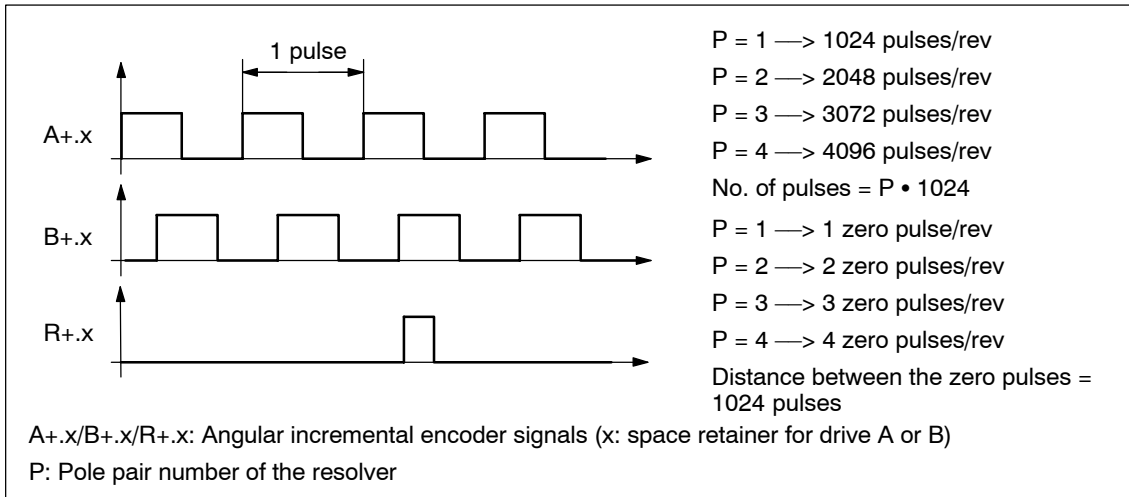 1 pulse
A+.x
B+.x
R+.x
P = 1 —> 1024 pulses/rev
P = 2 —> 2048 pulses/rev
P = 3 —> 3072 pulses/rev
P = 4 —> 4096 pulses/rev
No. of pulses = P • 1024
P = 1 —> 1 zero pulse/rev
P = 2 —> 2 zero pulses/rev
P = 3 —> 3 zero pulses/rev
P = 4 —> 4 zero pulses/rev
Distance between the zero pulses =
1024 pulses
A+.x/B+.x/R+.x: Angular incremental encoder signals (x: space retainer for drive A or B)
P: Pole pair number of the resolver